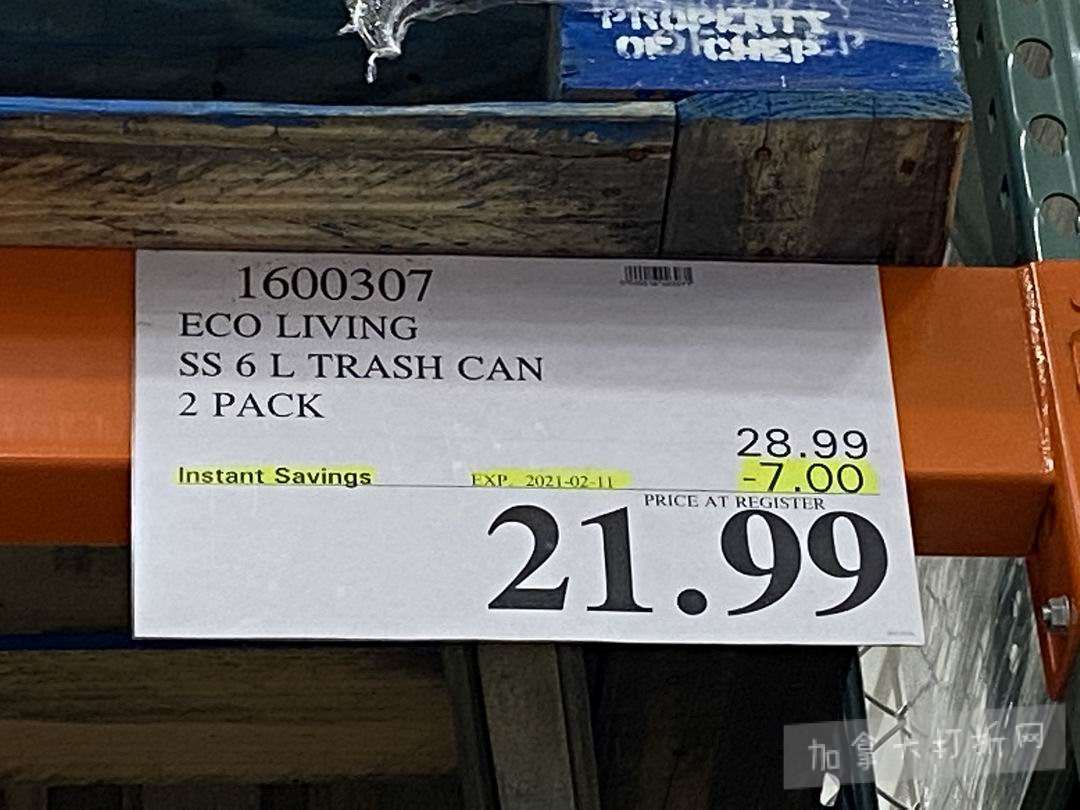 PROPERTY
OF CHEP
1600307
ECO LIVING
SS 6 L TRASH CAN
2 PACK
28.99
Instant Savings EXP. 2021-02-11 -7.00
PRICE AT REGISTER
21.99
加拿大打折网